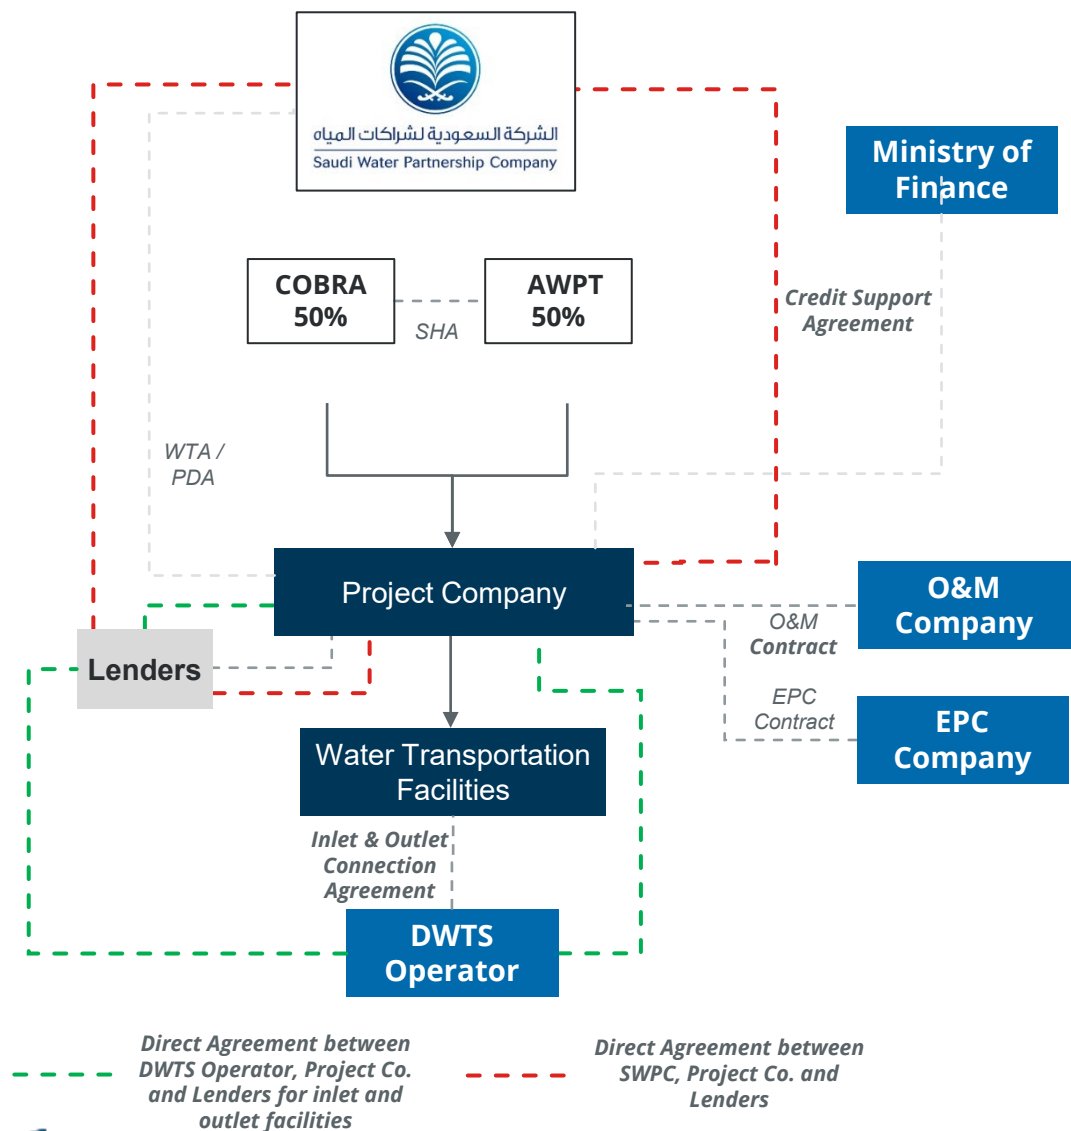 الشركة السعودية لشراكات المياه
Saudi Water Partnership Company
Ministry of
Finance
COBRA
50%
AWPT
50%
SHA
Credit Support
Agreement
WTA /
PDA
Project Company
O&M
Company
O&M
Contract
Lenders
EPC
Contract
EPC
Company
Water Transportation
Facilities
Inlet & Outlet
Connection
Agreement
DWTS
Operator
Direct Agreement between
DWTS Operator, Project Co.
and Lenders for inlet and
outlet facilities
Direct Agreement between
SWPC, Project Co. and
Lenders